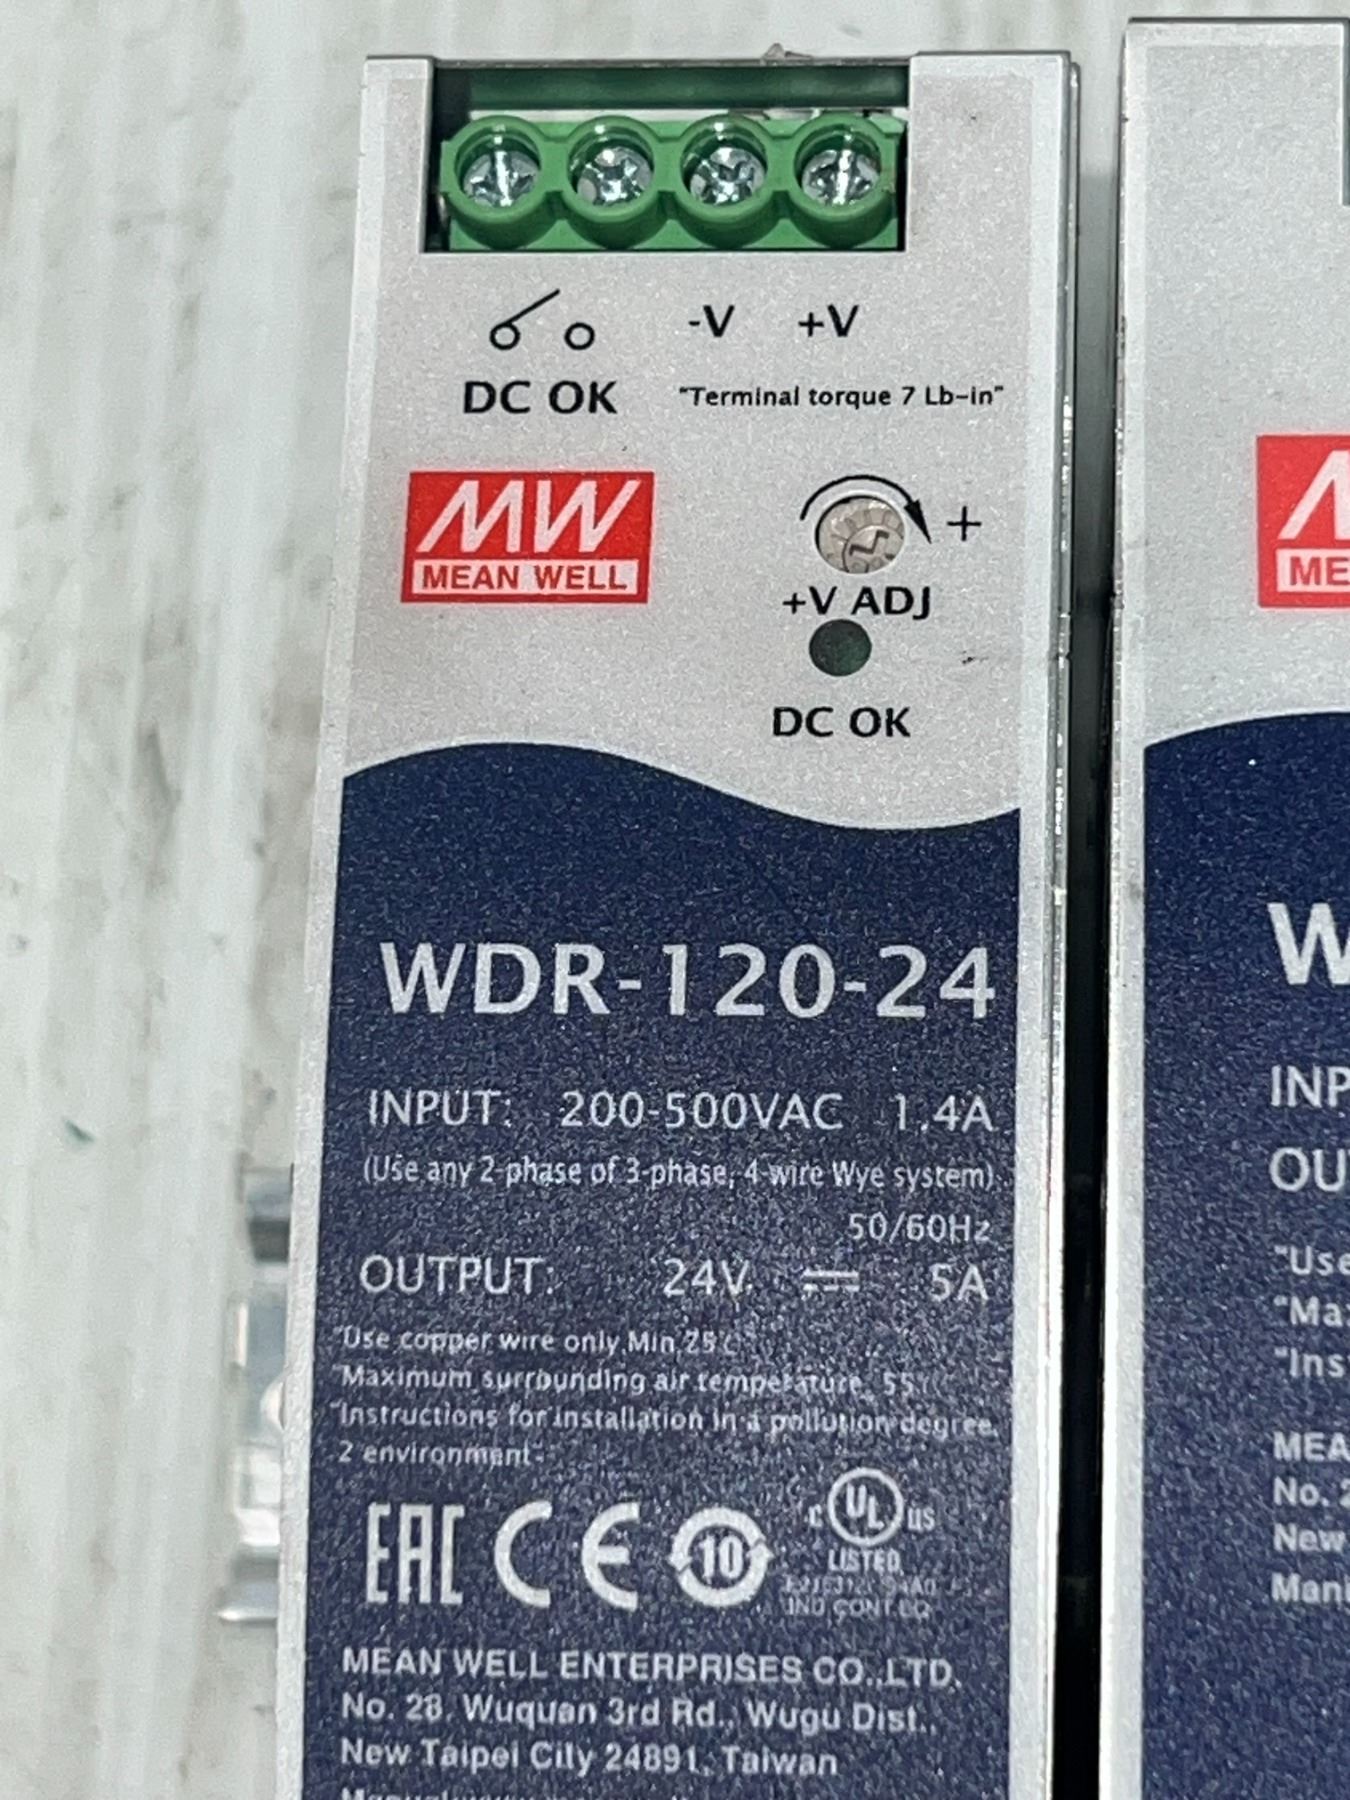 -V +V
DC OK "Terminal torque 7 Lb-in"
MW
MEAN WELL
+
+V ADJ
DC OK
WDR-120-24
INPUT: 200-500VAC 1.4A
(Use any 2-phase of 3-phase, 4-wire Wye system)
50/60Hz
OUTPUT: 24V 5A
"Use copper wire only,Min.
"Maximum surrounding air temperature,
"Instructions for installation in a pollution degree
2 environment
EAC CE 10 c UL us
LISTED
IND.CONT.EQ
MEAN WELL ENTERPRISES CO.,LTD.
No. 28, Wuquan 3rd Rd., Wugu Dist.,
New Taipei City 24891, Taiwan
ME
W
INP
OU
"Use
"Ma
"Ins
MEA
No. 2
New
Man